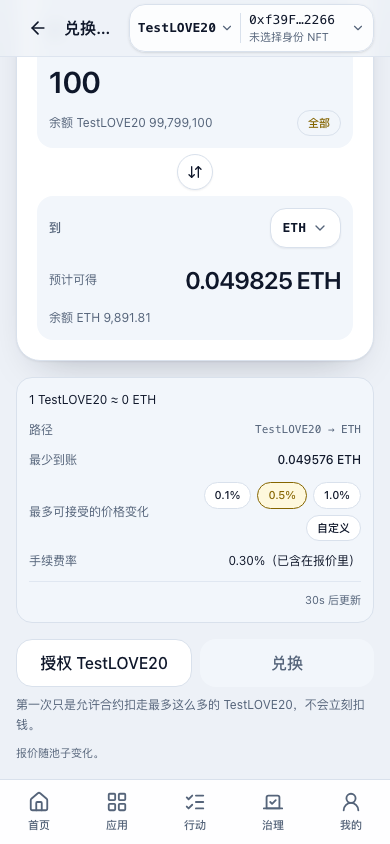 兑换...
TestLOVE20
0xf39F…2266
未选择身份 NFT
100
余额 TestLOVE20 99,799,100
全部
到
ETH
预计可得
0.049825 ETH
余额 ETH 9,891.81
1 TestLOVE20 ≈ 0 ETH
路径
TestLOVE20 → ETH
最少到账
0.049576 ETH
最多可接受的价格变化
0.1%
0.5%
1.0%
自定义
手续费率
0.30%（已含在报价里）
30s 后更新
授权 TestLOVE20
兑换
第一次只是允许合约扣走最多这么多的 TestLOVE20，不会立刻扣
钱。
报价随池子变化。
首页
应用
行动
治理
我的